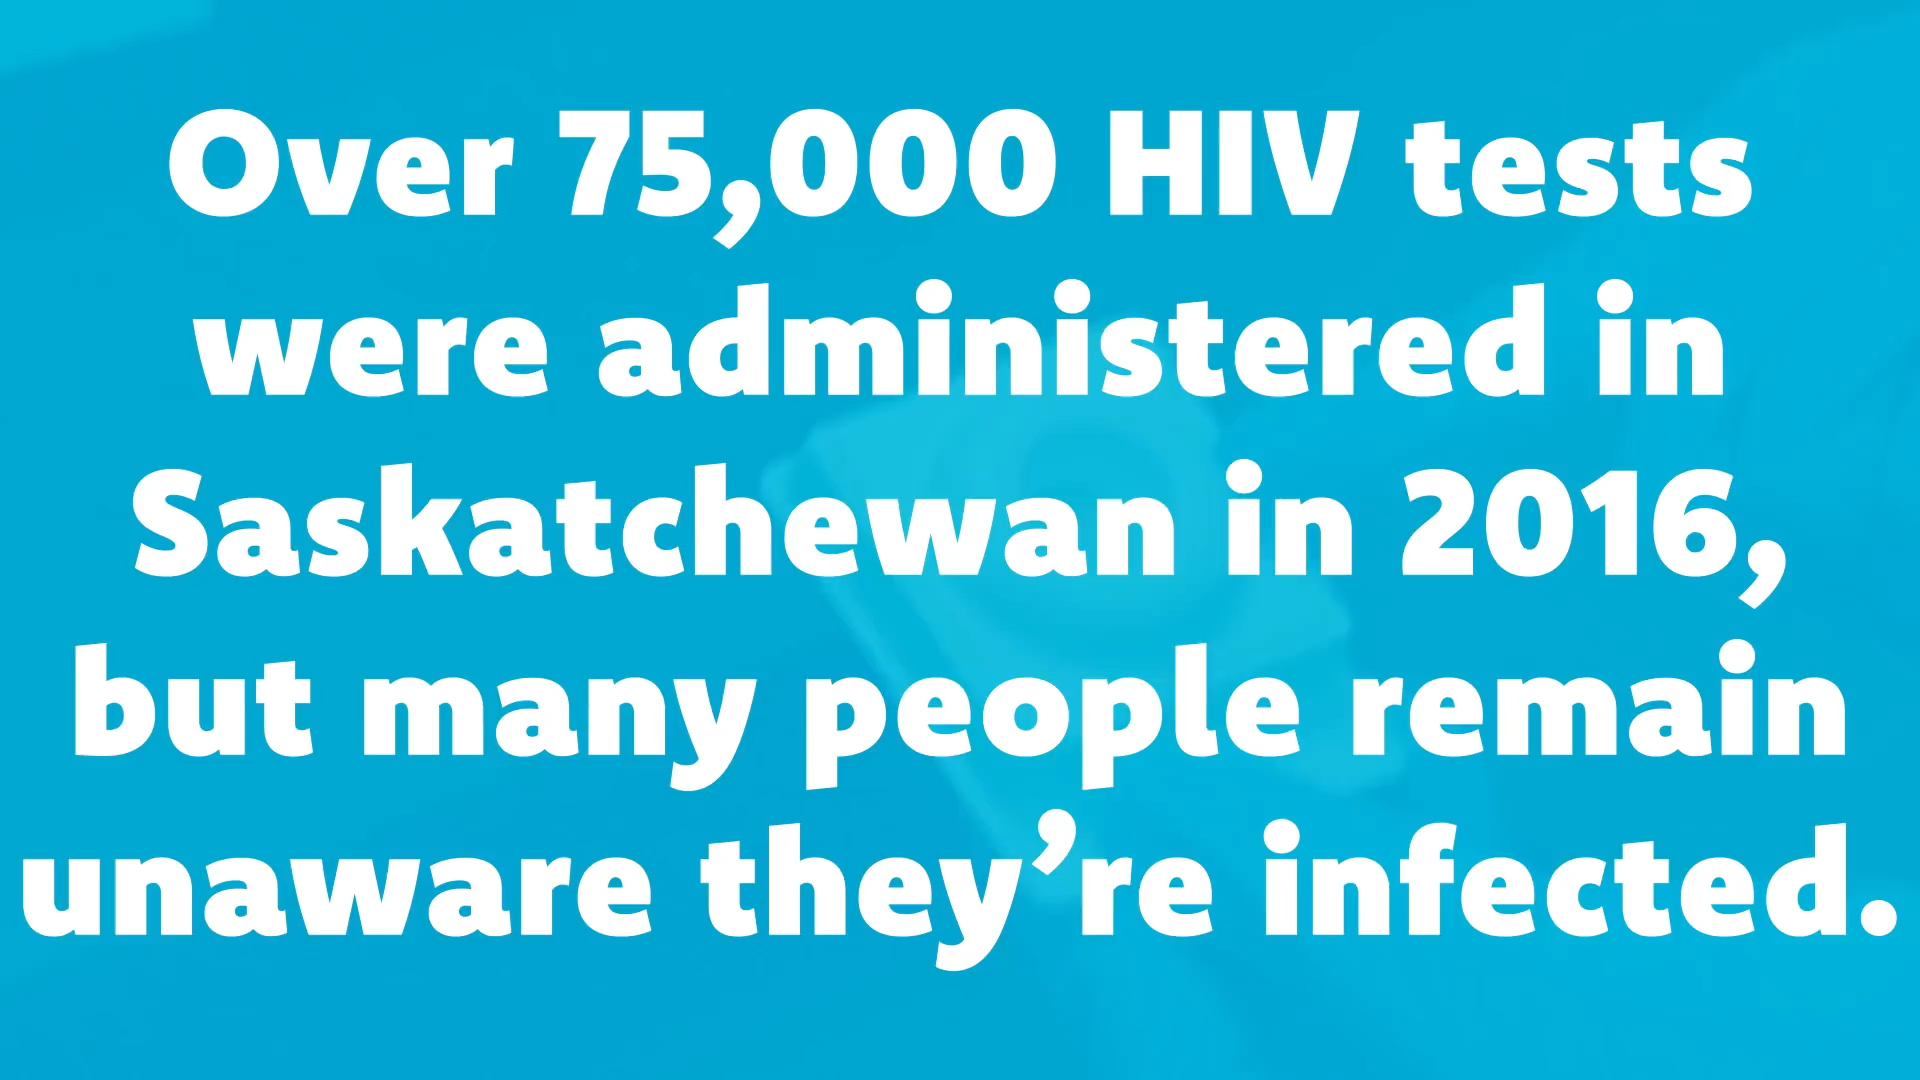 Over 75,000 HIV tests
were administered in
Saskatchewan in 2016,
but many people remain
unaware they’re infected.